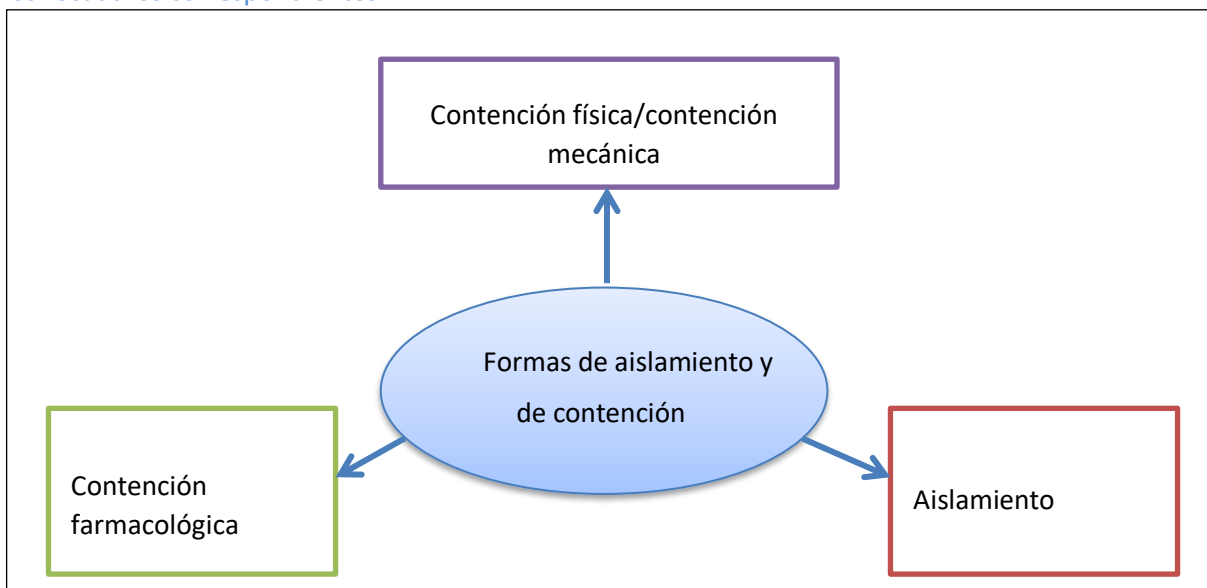 Contención física/contención
mecánica
Formas de aislamiento y
de contención
Contención
farmacológica
Aislamiento